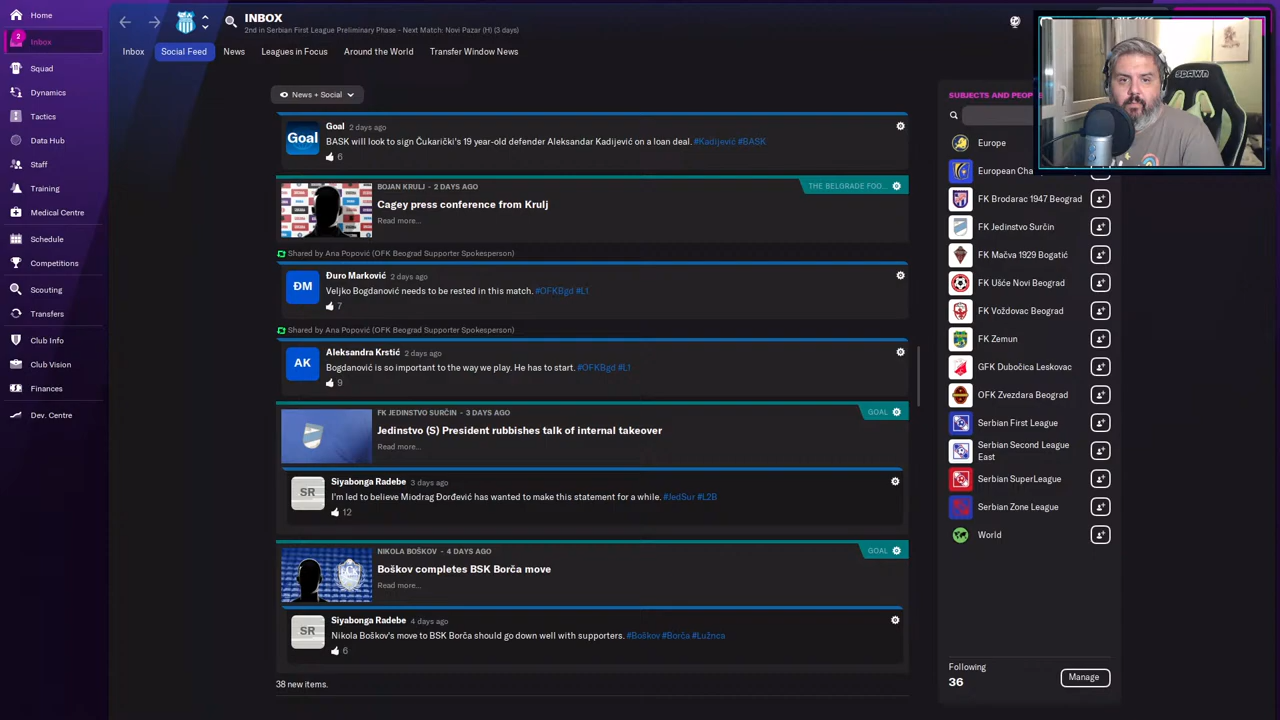 Home
2
Inbox
Squad
Dynamics
Tactics
Data Hub
Staff
Training
Medical Centre
Schedule
Competitions
Scouting
Transfers
Club Info
Club Vision
Finances
Dev. Centre
INBOX
2nd in Serbian First League Preliminary Phase - Next Match: Novi Pazar (H) (3 days)
Inbox
Social Feed
News
Leagues in Focus
Around the World
Transfer Window News
News + Social
Goal
Goal 2 days ago
BASK will look to sign Čukarički's 19 year-old defender Aleksandar Kadijević on a loan deal. #Kadijević #BASK
6
BOJAN KRULJ - 2 DAYS AGO
THE BELGRADE FOO...
Cagey press conference from Krulj
Read more...
Shared by Ana Popović (OFK Beograd Supporter Spokesperson)
ĐM
Đuro Marković 2 days ago
Veljko Bogdanović needs to be rested in this match. #OFKBgd #L1
7
Shared by Ana Popović (OFK Beograd Supporter Spokesperson)
AK
Aleksandra Krstić 2 days ago
Bogdanović is so important to the way we play. He has to start. #OFKBgd #L1
9
FK JEDINSTVO SURČIN - 3 DAYS AGO
GOAL
Jedinstvo (S) President rubbishes talk of internal takeover
Read more...
SR
Siyabonga Radebe 3 days ago
I'm led to believe Miodrag Đorđević has wanted to make this statement for a while. #JedSur #L2B
12
NIKOLA BOŠKOV - 4 DAYS AGO
GOAL
Boškov completes BSK Borča move
Read more...
SR
Siyabonga Radebe 4 days ago
Nikola Boškov's move to BSK Borča should go down well with supporters. #Boškov #Borča #Lužnca
6
38 new items.
SUBJECTS AND PEOP
Europe
European Cha
FK Brodarac 1947 Beograd
FK Jedinstvo Surčin
FK Mačva 1929 Bogatić
FK Ušće Novi Beograd
FK Voždovac Beograd
FK Zemun
GFK Dubočica Leskovac
OFK Zvezdara Beograd
Serbian First League
Serbian Second League
East
Serbian SuperLeague
Serbian Zone League
World
Following
36
Manage
spawn